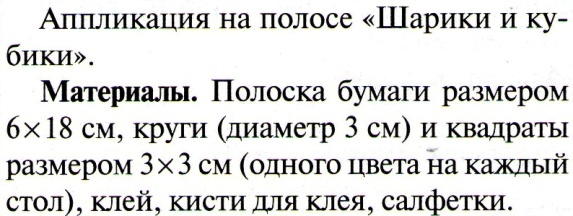 Аппликация на полосе «Шарики и ку-
бики».
Материалы. Полоска бумаги размером
6×18 см, круги (диаметр 3 см) и квадраты
размером 3×3 см (одного цвета на каждый
стол), клей, кисти для клея, салфетки.